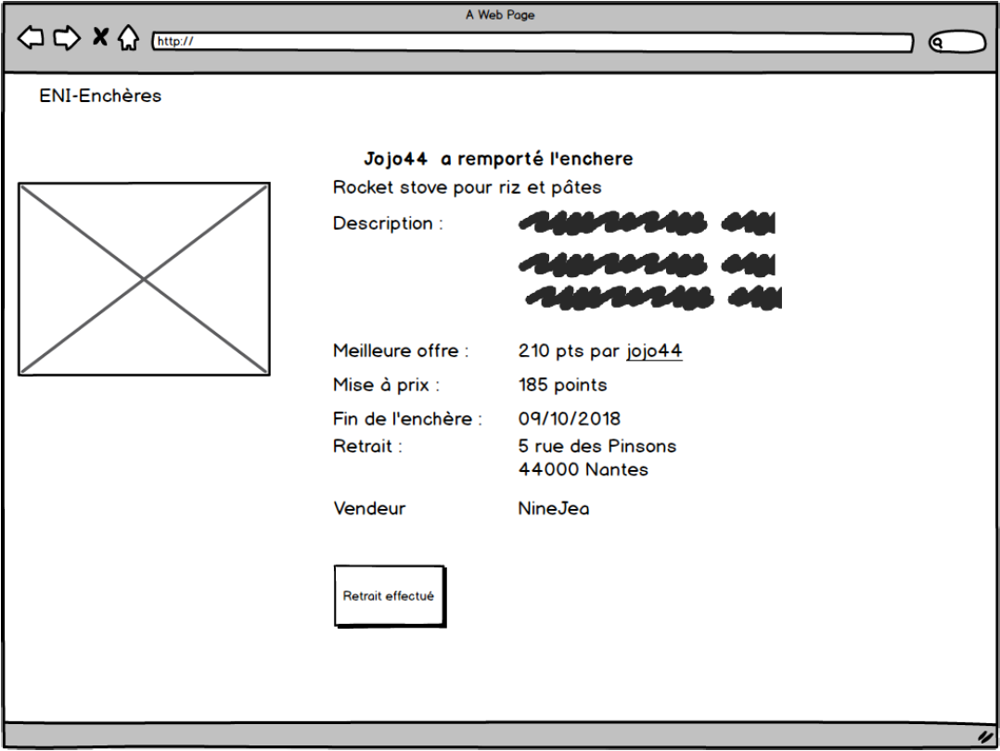 A Web Page
http://
ENI-Enchères
Jojo44 a remporté l'enchere
Rocket stove pour riz et pâtes
Description :
Meilleure offre : 210 pts par jojo44
Mise à prix : 185 points
Fin de l'enchère : 09/10/2018
Retrait : 5 rue des Pinsons
44000 Nantes
Vendeur NineJea
Retrait effectué